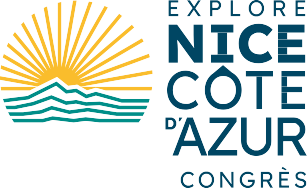 EXPLORE
NICE
CÔTE
D'AZUR
CONGRÈS